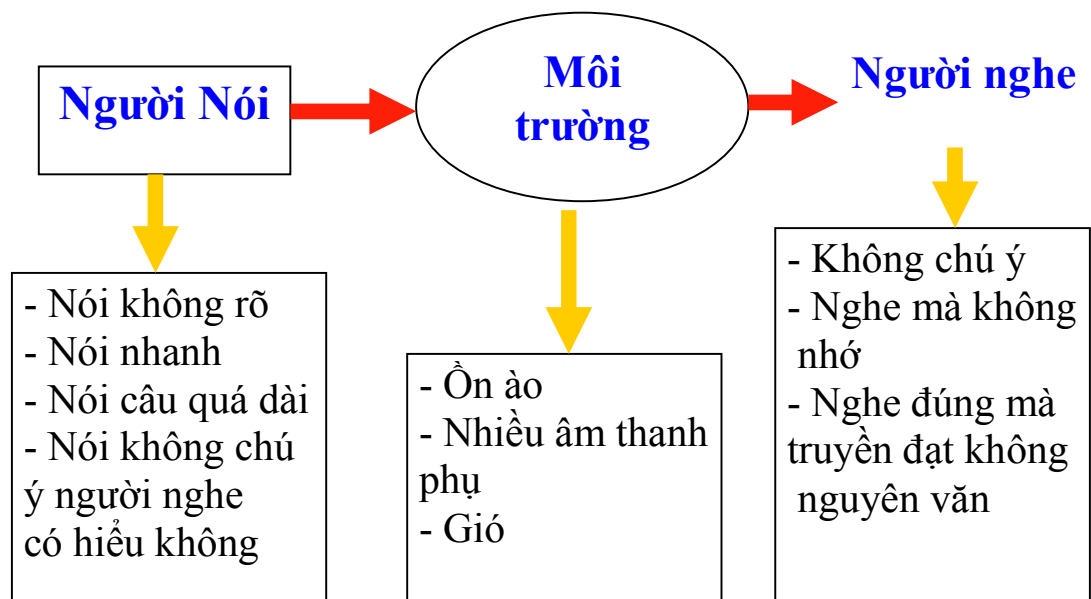 Người Nói
Môi
trường
Người nghe
- Nói không rõ
- Nói nhanh
- Nói câu quá dài
- Nói không chú
ý người nghe
có hiểu không
- Ồn ào
- Nhiều âm thanh
phụ
- Gió
- Không chú ý
- Nghe mà không
nhớ
- Nghe đúng mà
truyền đạt không
nguyên văn